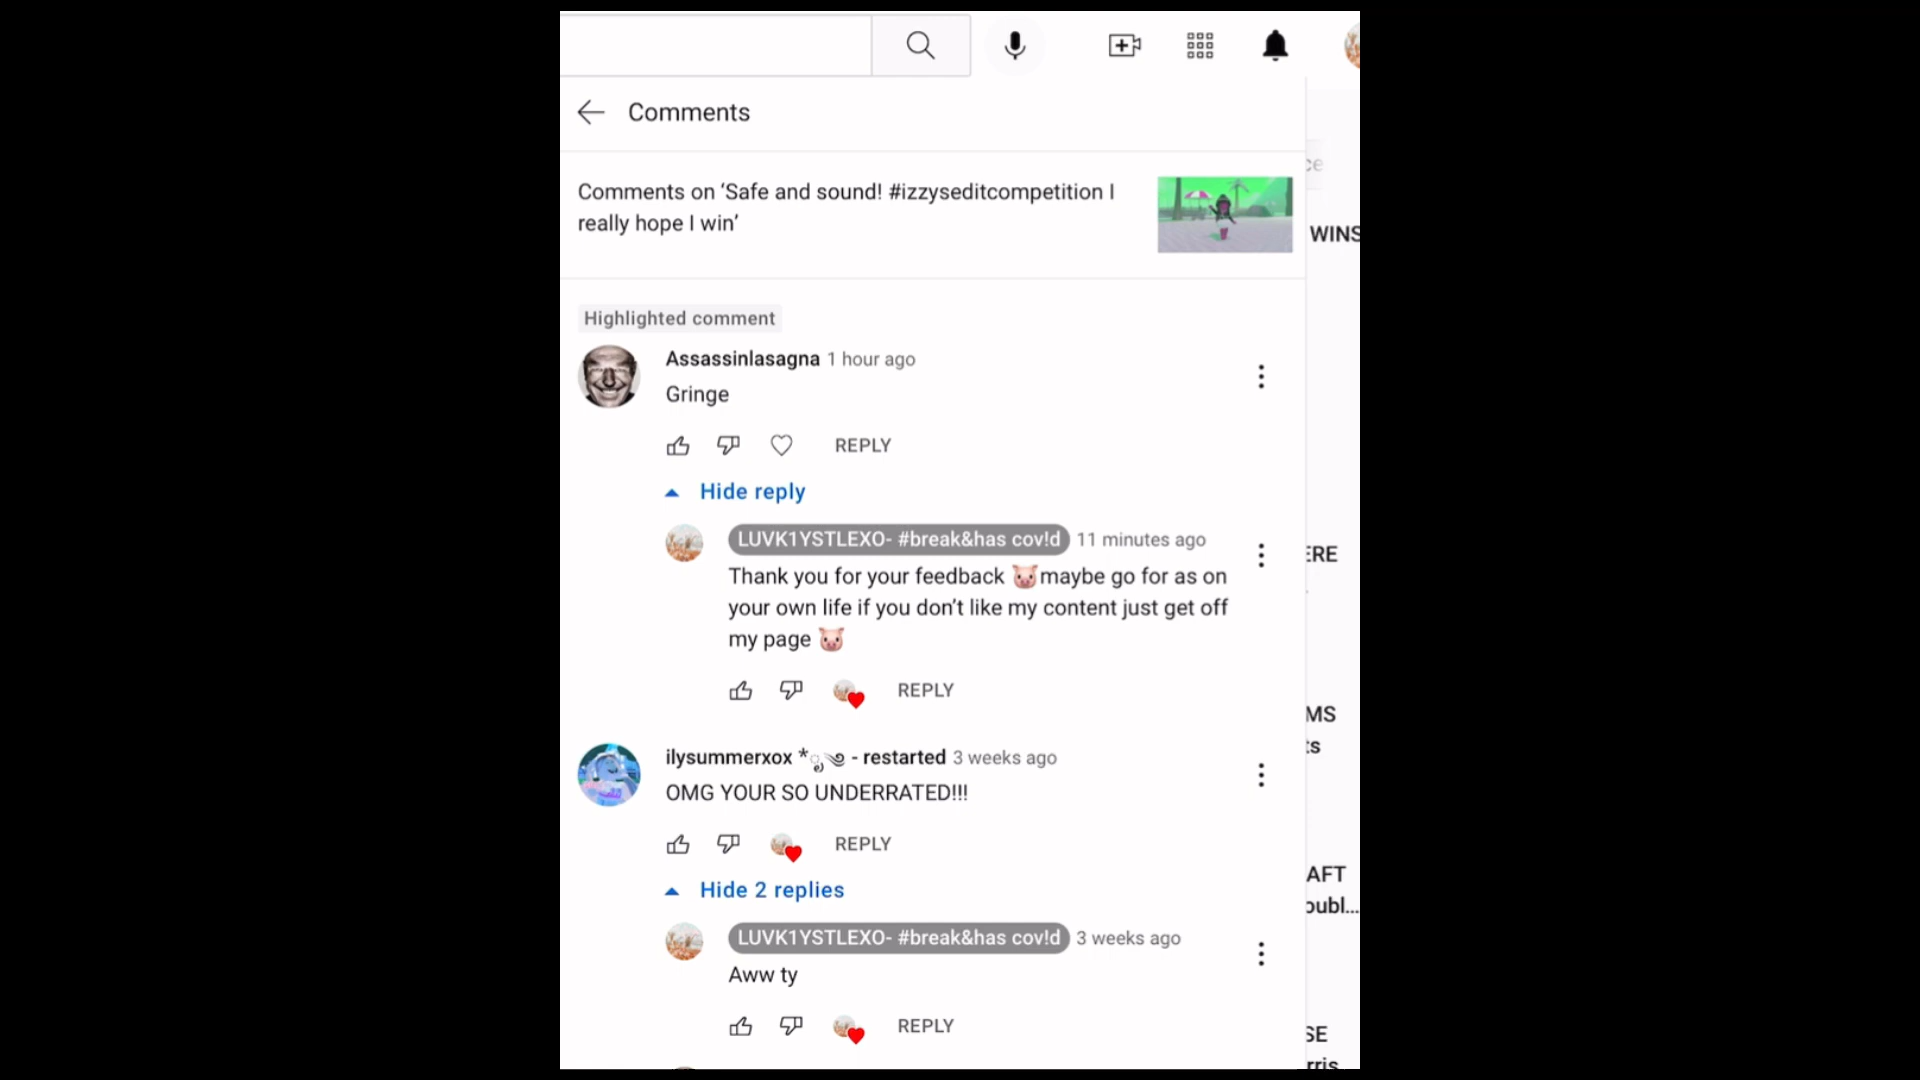 Comments
ce
Comments on ‘Safe and sound! #izzyseditcompetition I
really hope I win’
WINS
Highlighted comment
Assassinlasagna 1 hour ago
Gringe
REPLY
Hide reply
LUVK1YSTLEXO- #break&has cov!d 11 minutes ago
ERE
Thank you for your feedback 🐷maybe go for as on
your own life if you don’t like my content just get off
my page 🐷
REPLY
MS
ts
ilysummerxox *ೃ༄ - restarted 3 weeks ago
OMG YOUR SO UNDERRATED!!!
REPLY
AFT
Hide 2 replies
oubl...
LUVK1YSTLEXO- #break&has cov!d 3 weeks ago
Aww ty
REPLY
SE
rris